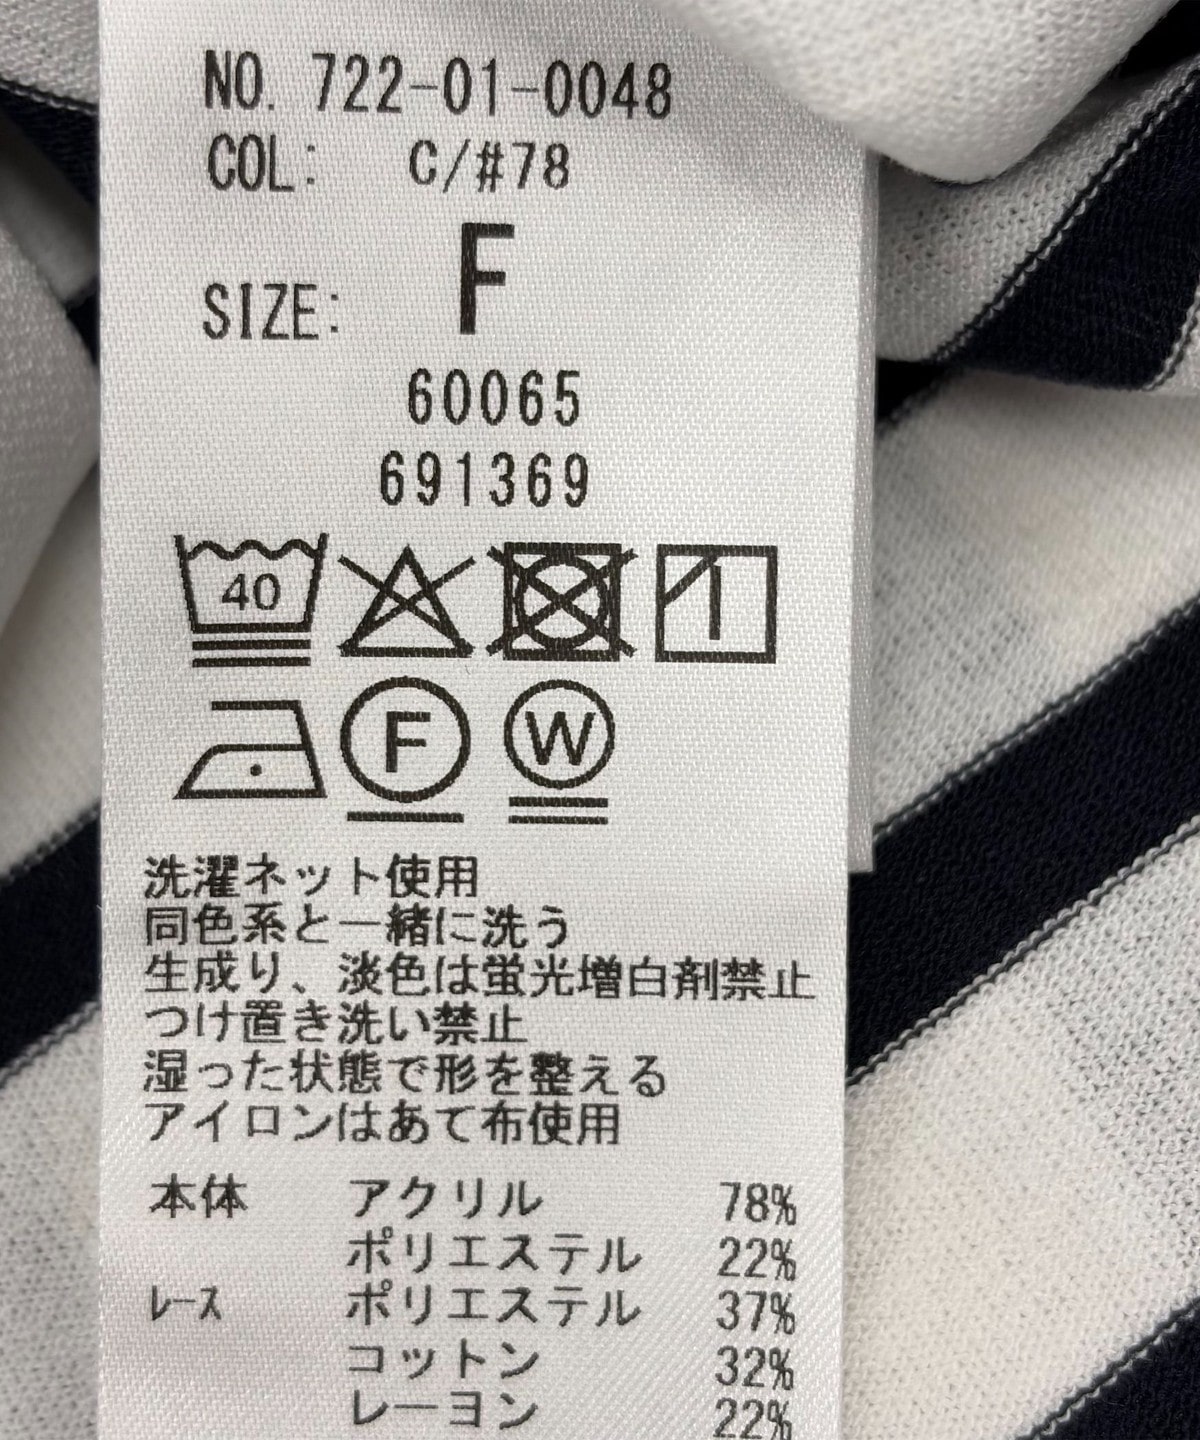 NO. 722-01-0048
COL: C/#78
SIZE: F
60065
691369
40
F W
洗濯ネット使用
同色系と一緒に洗う
生成り、淡色は蛍光増白剤禁止
つけ置き洗い禁止
湿った状態で形を整える
アイロンはあて布使用
本体 アクリル 78%
ポリエステル 22%
レース ポリエステル 37%
コットン 32%
レーヨン 22%